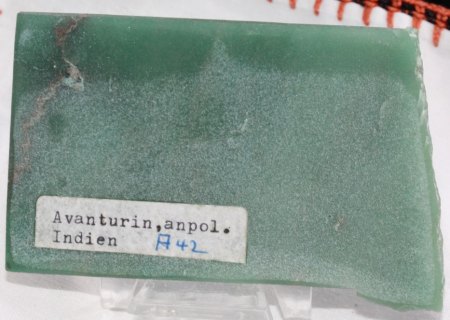 Avanturin,anpol.
Indien A42